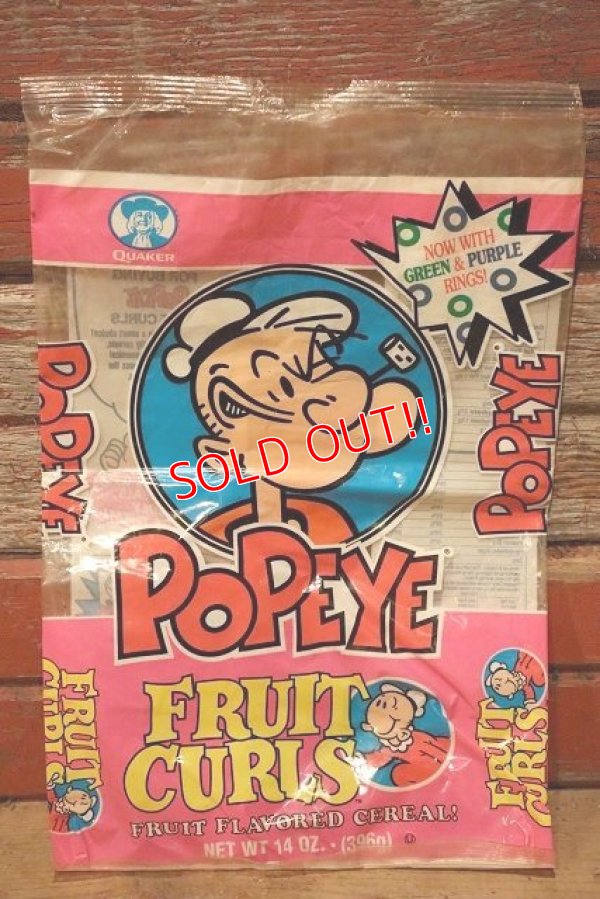 QUAKER
NOW WITH
GREEN & PURPLE
RINGS!
POPEYE
POPEYE
SOLD OUT!!
POPEYE
FRUIT
CURLS
FRUIT
CURLS
FRUIT
CURLS
FRUIT FLAVORED CEREAL!
NET WT 14 OZ. • (396g)